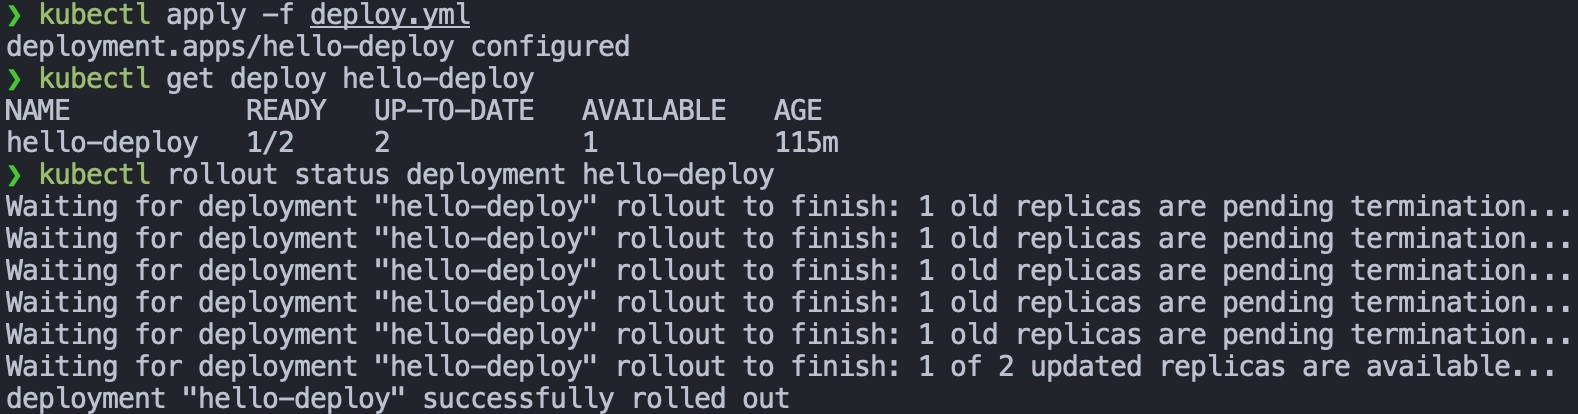 ❯ kubectl apply -f deploy.yml
deployment.apps/hello-deploy configured
❯ kubectl get deploy hello-deploy
NAME           READY   UP-TO-DATE   AVAILABLE   AGE
hello-deploy   1/2     2            1           115m
❯ kubectl rollout status deployment hello-deploy
Waiting for deployment "hello-deploy" rollout to finish: 1 old replicas are pending termination...
Waiting for deployment "hello-deploy" rollout to finish: 1 old replicas are pending termination...
Waiting for deployment "hello-deploy" rollout to finish: 1 old replicas are pending termination...
Waiting for deployment "hello-deploy" rollout to finish: 1 old replicas are pending termination...
Waiting for deployment "hello-deploy" rollout to finish: 1 old replicas are pending termination...
Waiting for deployment "hello-deploy" rollout to finish: 1 of 2 updated replicas are available...
deployment "hello-deploy" successfully rolled out